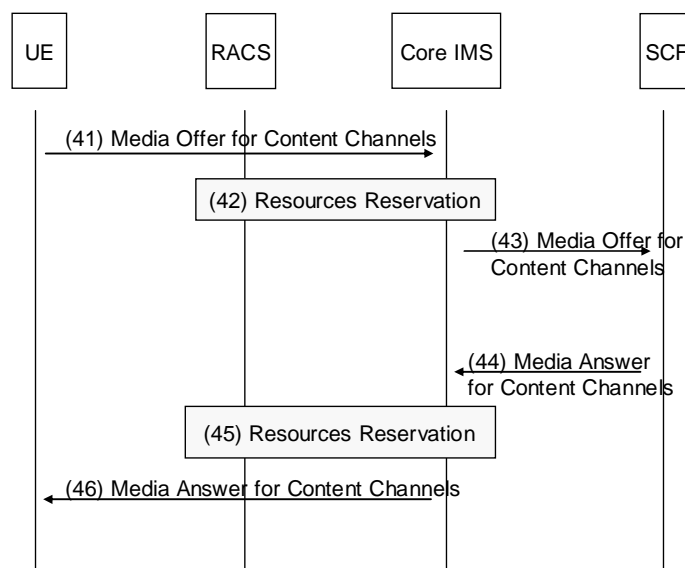 UE
RACS
Core IMS
SCF
(41) Media Offer for Content Channels
(42) Resources Reservation
(43) Media Offer for
Content Channels
(44) Media Answer
for Content Channels
(45) Resources Reservation
(46) Media Answer for Content Channels